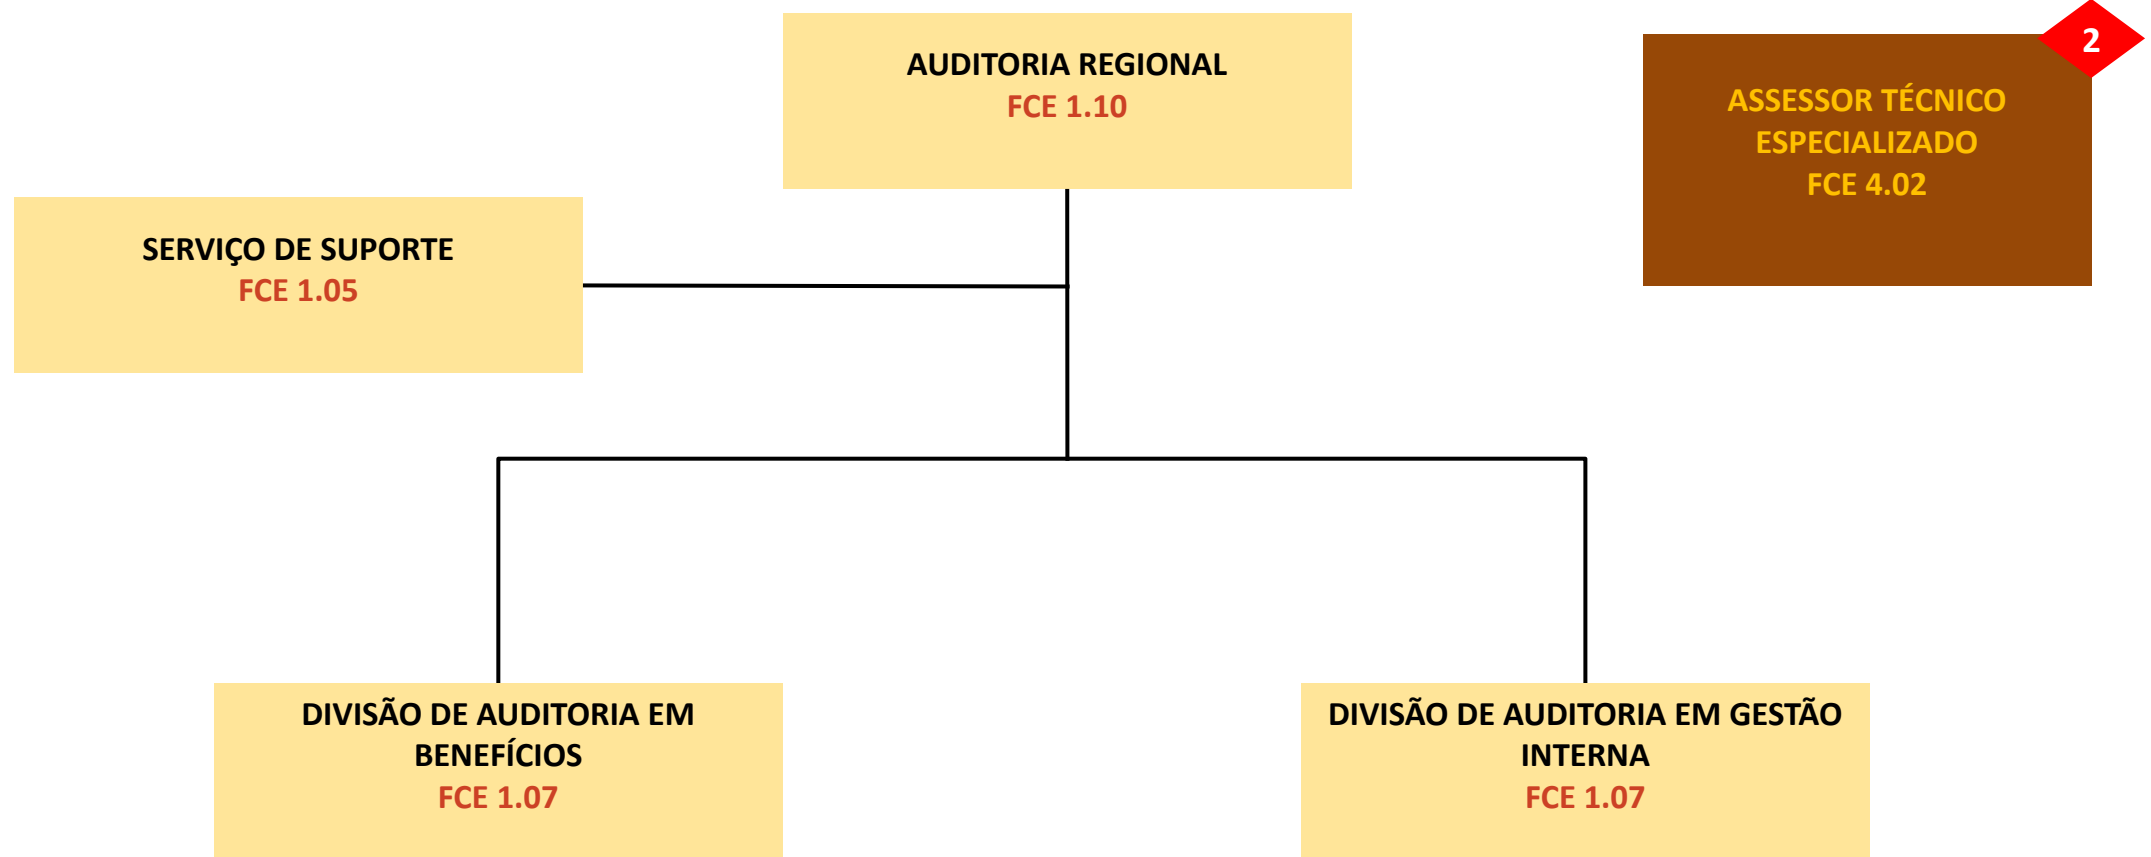 AUDITORIA REGIONAL
FCE 1.10
2
ASSESSOR TÉCNICO
ESPECIALIZADO
FCE 4.02
SERVIÇO DE SUPORTE
FCE 1.05
DIVISÃO DE AUDITORIA EM
BENEFÍCIOS
FCE 1.07
DIVISÃO DE AUDITORIA EM GESTÃO
INTERNA
FCE 1.07